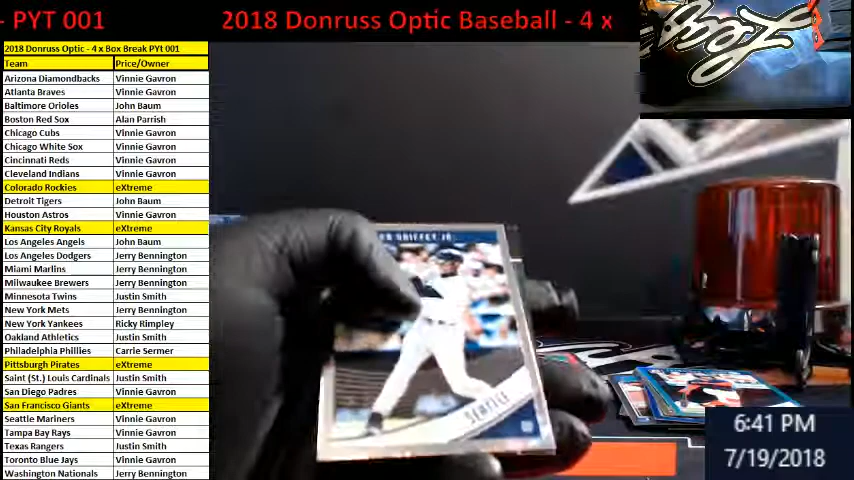 - PYT 001
2018 Donruss Optic Baseball - 4 x
2018 Donruss Optic - 4 x Box Break PYt 001
Team Price/Owner
Arizona Diamondbacks Vinnie Gavron
Atlanta Braves Vinnie Gavron
Baltimore Orioles John Baum
Boston Red Sox Alan Parrish
Chicago Cubs Vinnie Gavron
Chicago White Sox Vinnie Gavron
Cincinnati Reds Vinnie Gavron
Cleveland Indians Vinnie Gavron
Colorado Rockies eXtreme
Detroit Tigers John Baum
Houston Astros Vinnie Gavron
Kansas City Royals eXtreme
Los Angeles Angels John Baum
Los Angeles Dodgers Jerry Bennington
Miami Marlins Jerry Bennington
Milwaukee Brewers Jerry Bennington
Minnesota Twins Justin Smith
New York Mets Jerry Bennington
New York Yankees Ricky Rimpley
Oakland Athletics Justin Smith
Philadelphia Phillies Carrie Sermer
Pittsburgh Pirates eXtreme
Saint (St.) Louis Cardinals Justin Smith
San Diego Padres Vinnie Gavron
San Francisco Giants eXtreme
Seattle Mariners Vinnie Gavron
Tampa Bay Rays Vinnie Gavron
Texas Rangers Justin Smith
Toronto Blue Jays Vinnie Gavron
Washington Nationals Jerry Bennington
GRIFFEY JR.
SEATTLE
6:41 PM
7/19/2018